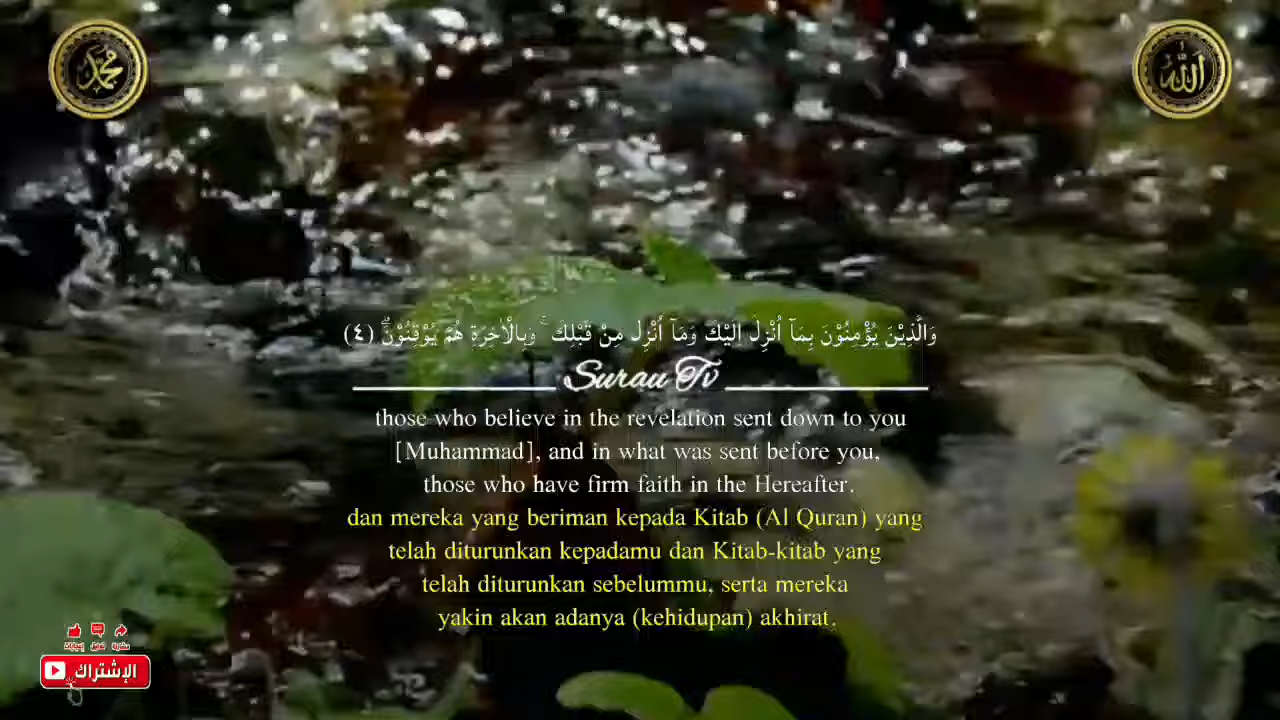 محمد
الله
وَالَّذِيْنَ يُؤْمِنُوْنَ بِمَآ اُنْزِلَ اِلَيْكَ وَمَآ اُنْزِلَ مِنْ قَبْلِكَ ۚ وَبِالْاٰخِرَةِ هُمْ يُوْقِنُوْنَۗ (٤)
Surau Tv
those who believe in the revelation sent down to you
[Muhammad], and in what was sent before you,
those who have firm faith in the Hereafter.
dan mereka yang beriman kepada Kitab (Al Quran) yang
telah diturunkan kepadamu dan Kitab-kitab yang
telah diturunkan sebelummu, serta mereka
yakin akan adanya (kehidupan) akhirat.
الإشتراك